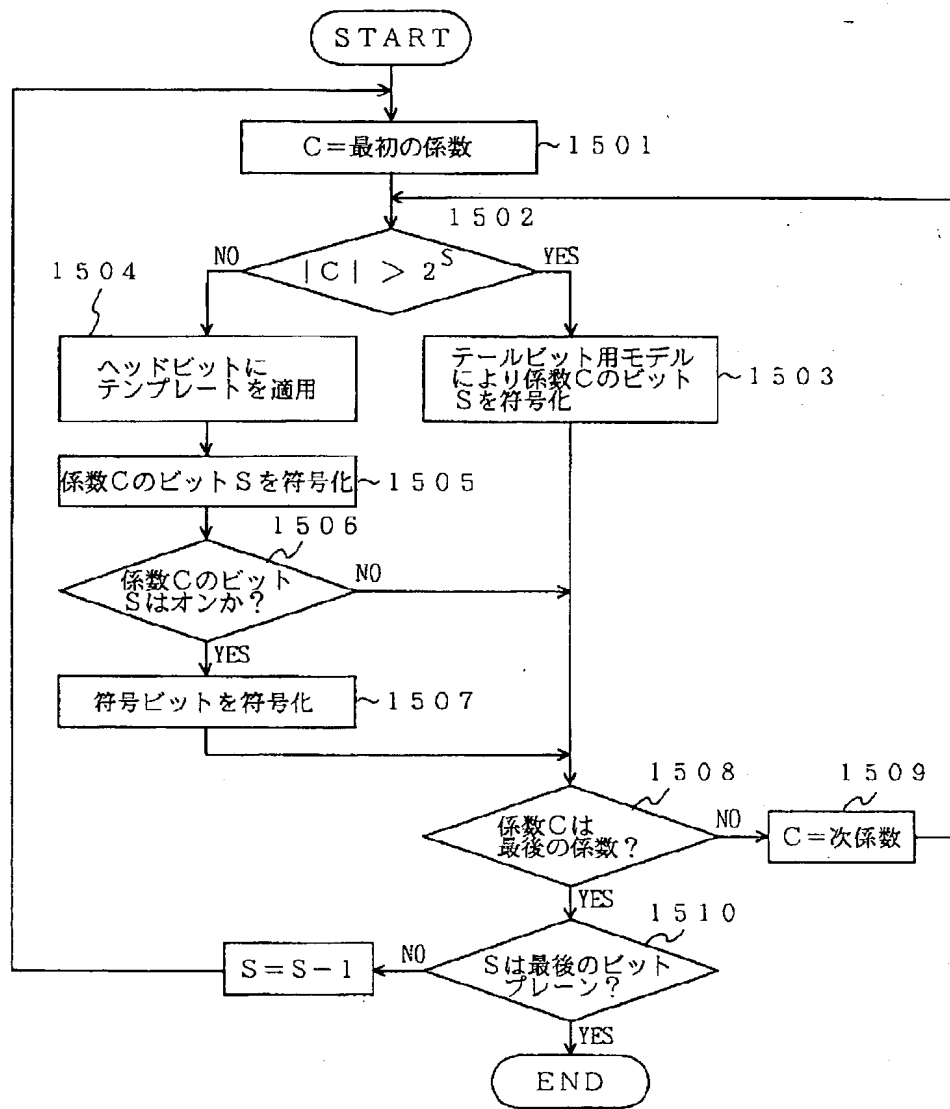 START
C=最初の係数
~1501
1502
NO
|C| > 2^S
YES
1504
ヘッドビットに
テンプレートを適用
テールビット用モデル
により係数Cのビット
Sを符号化
~1503
係数CのビットSを符号化
~1505
1506
係数Cのビット
Sはオンか?
NO
YES
符号ビットを符号化
~1507
1508
1509
係数Cは
最後の係数?
NO
C=次係数
YES
1510
S=S-1
NO
Sは最後のビット
プレーン?
YES
END